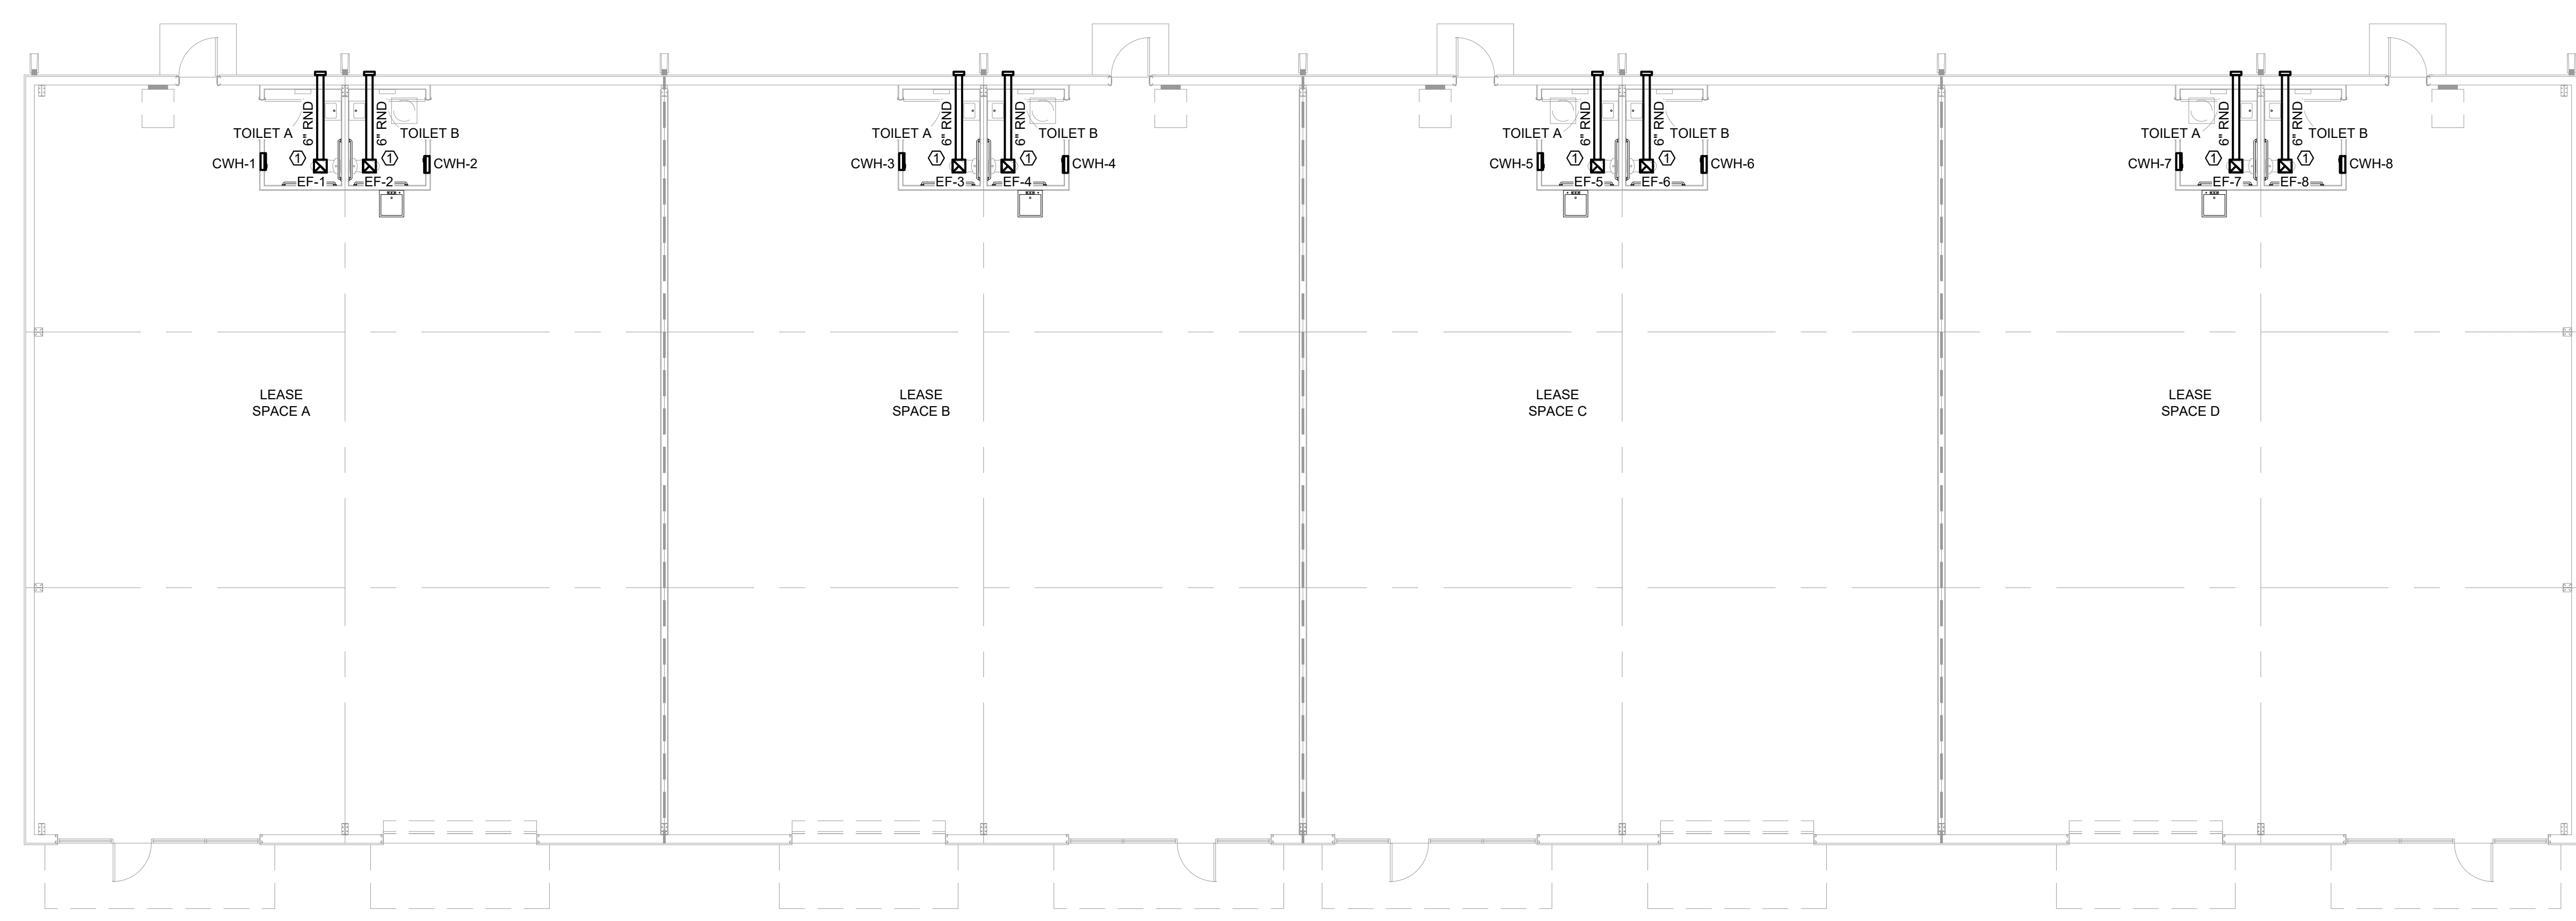 6" RND
6" RND
TOILET A
TOILET B
CWH-1
1
1
CWH-2
EF-1
EF-2
6" RND
6" RND
TOILET A
TOILET B
CWH-3
1
1
CWH-4
EF-3
EF-4
6" RND
6" RND
TOILET A
TOILET B
CWH-5
1
1
CWH-6
EF-5
EF-6
6" RND
6" RND
TOILET A
TOILET B
CWH-7
1
1
CWH-8
EF-7
EF-8
LEASE
SPACE A
LEASE
SPACE B
LEASE
SPACE C
LEASE
SPACE D